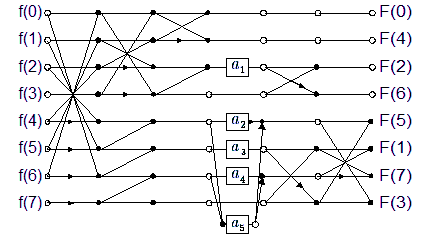 f(0) F(0)
f(1) F(4)
f(2) a₁ F(2)
f(3) F(6)
f(4) a₂ F(5)
f(5) a₃ F(1)
f(6) a₄ F(7)
f(7) F(3)
a₅